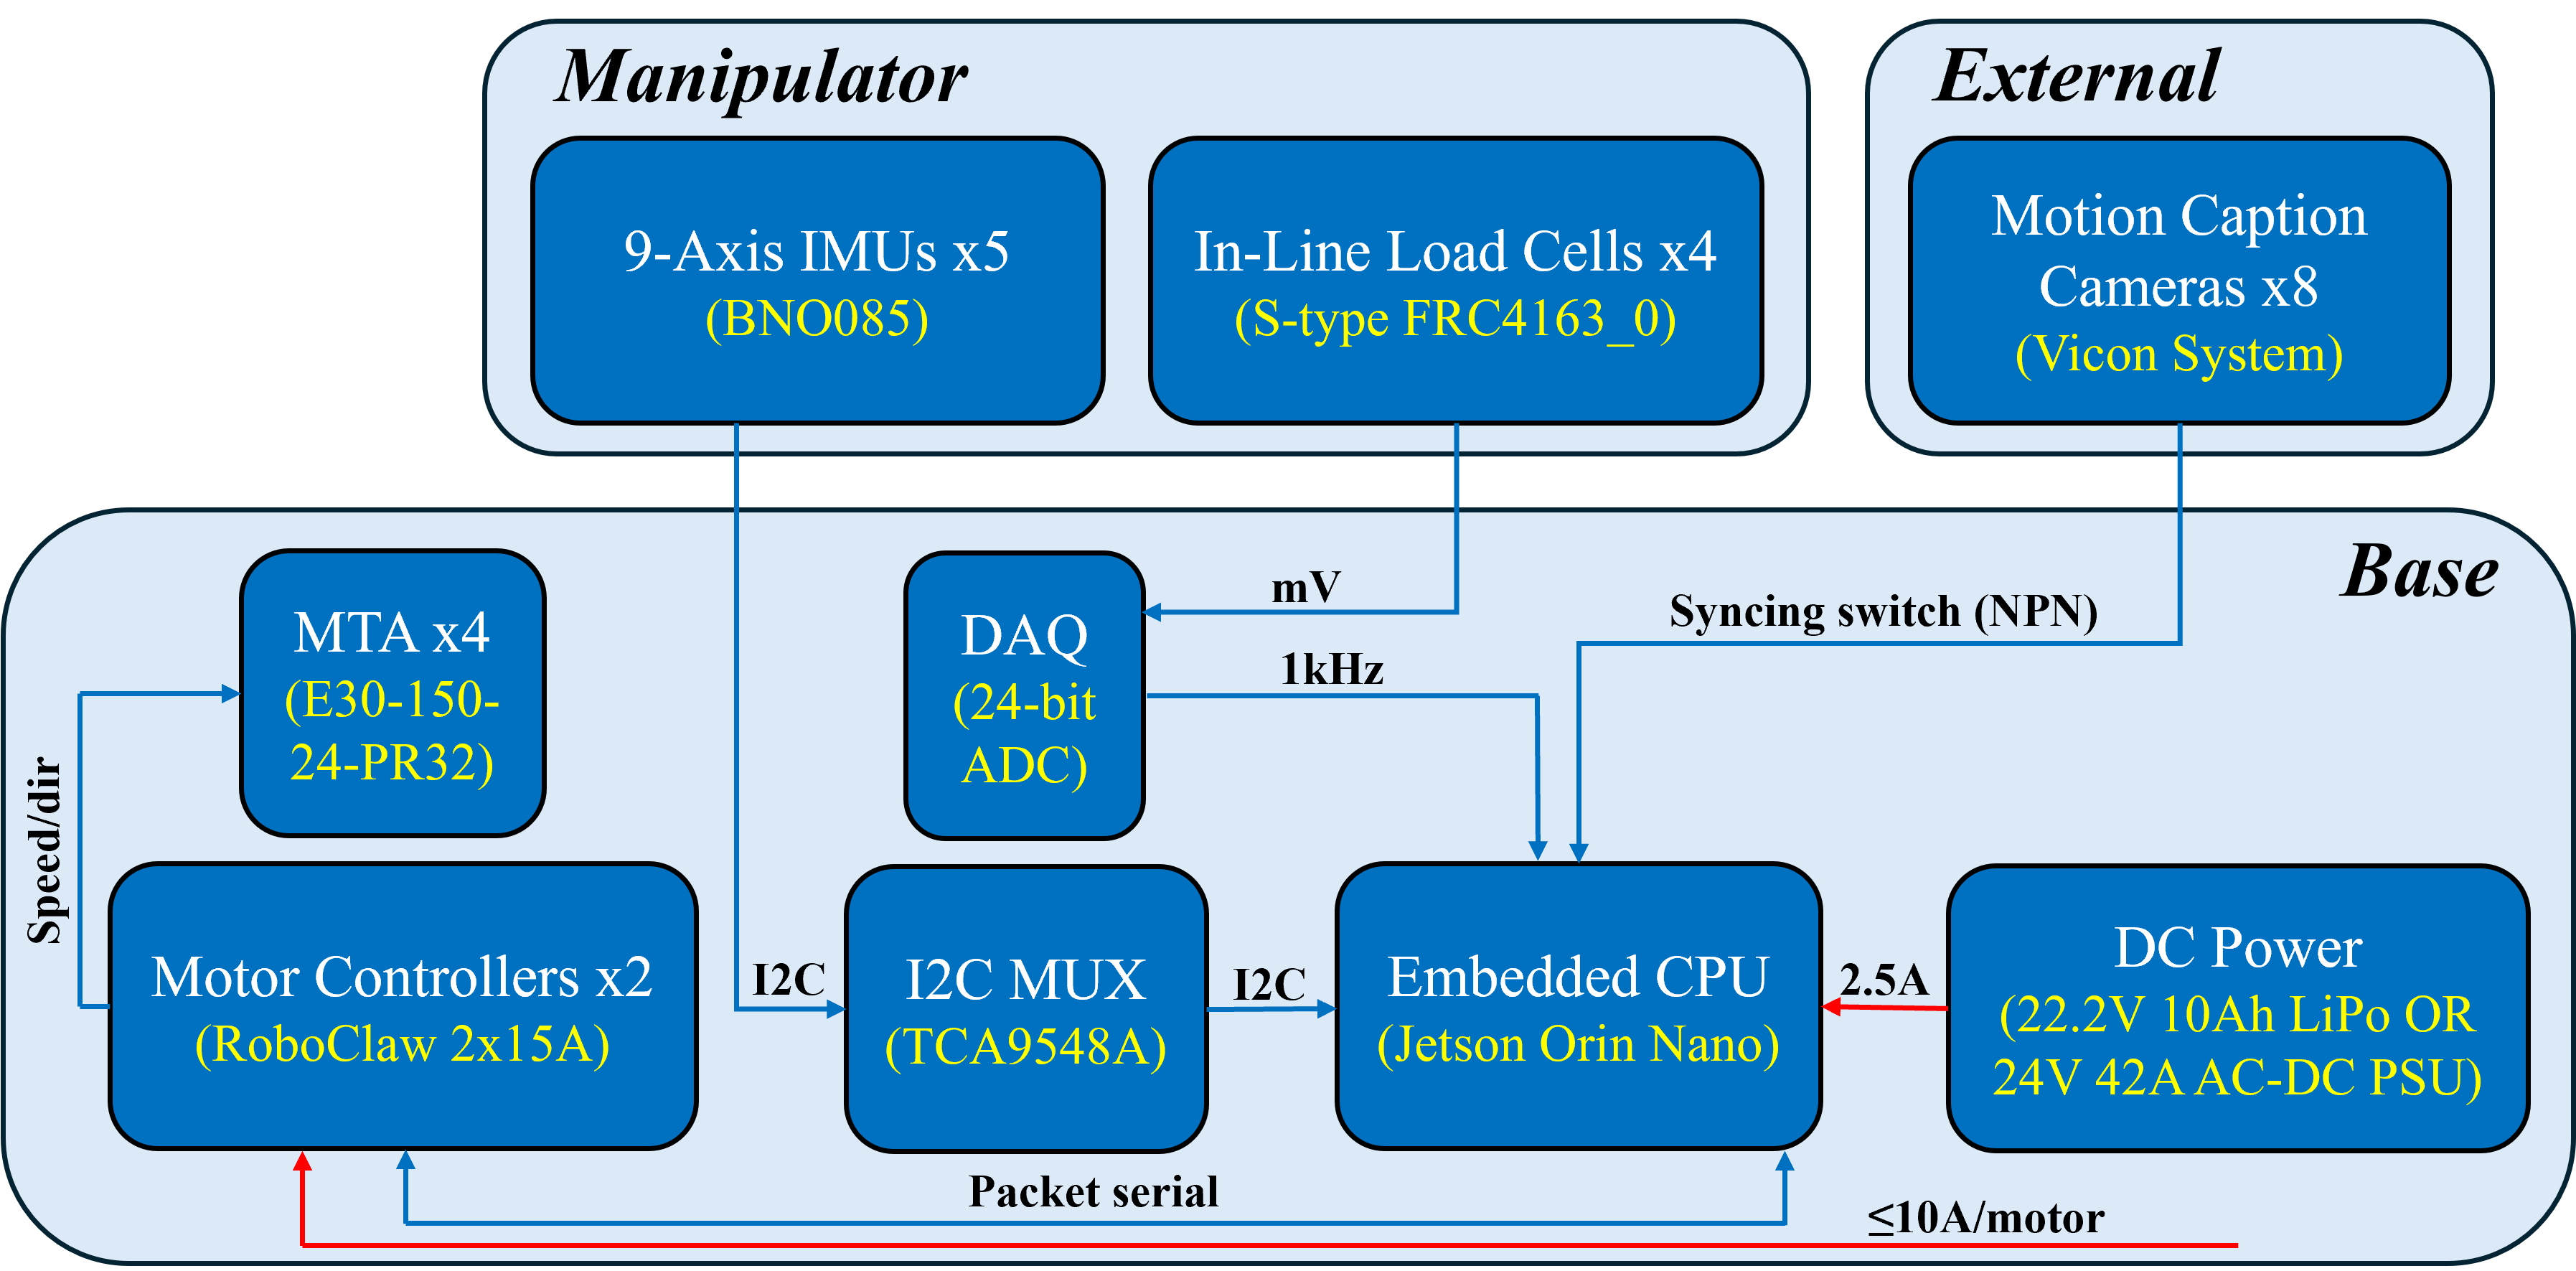 Manipulator
9-Axis IMUs x5
(BNO085)
In-Line Load Cells x4
(S-type FRC4163_0)
External
Motion Caption
Cameras x8
(Vicon System)
Base
MTA x4
(E30-150-
24-PR32)
DAQ
(24-bit
ADC)
mV
1kHz
Syncing switch (NPN)
Speed/dir
Motor Controllers x2
(RoboClaw 2x15A)
I2C
I2C MUX
(TCA9548A)
I2C
Embedded CPU
(Jetson Orin Nano)
2.5A
DC Power
(22.2V 10Ah LiPo OR
24V 42A AC-DC PSU)
Packet serial
≤10A/motor